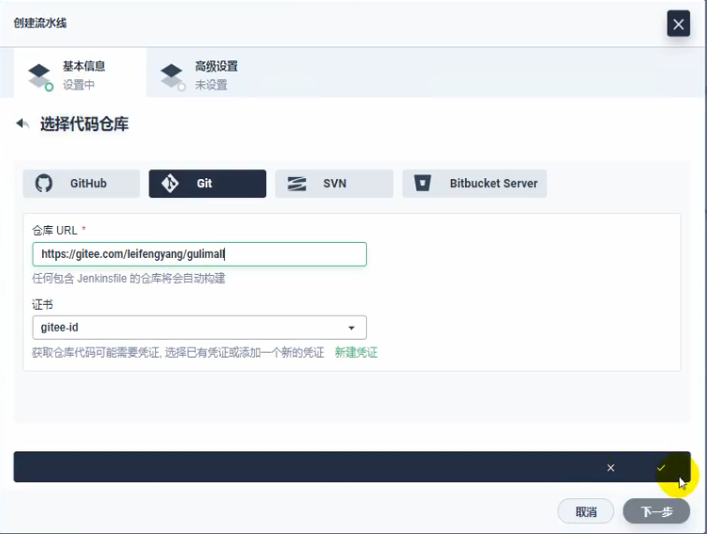 创建流水线
基本信息
设置中
高级设置
未设置
选择代码仓库
GitHub
Git
SVN
Bitbucket Server
仓库 URL *
https://gitee.com/leifengyang/gulimall
任何包含 Jenkinsfile 的仓库将会自动构建
证书
gitee-id
获取仓库代码可能需要凭证, 选择已有凭证或添加一个新的凭证 新建凭证
取消
下一步